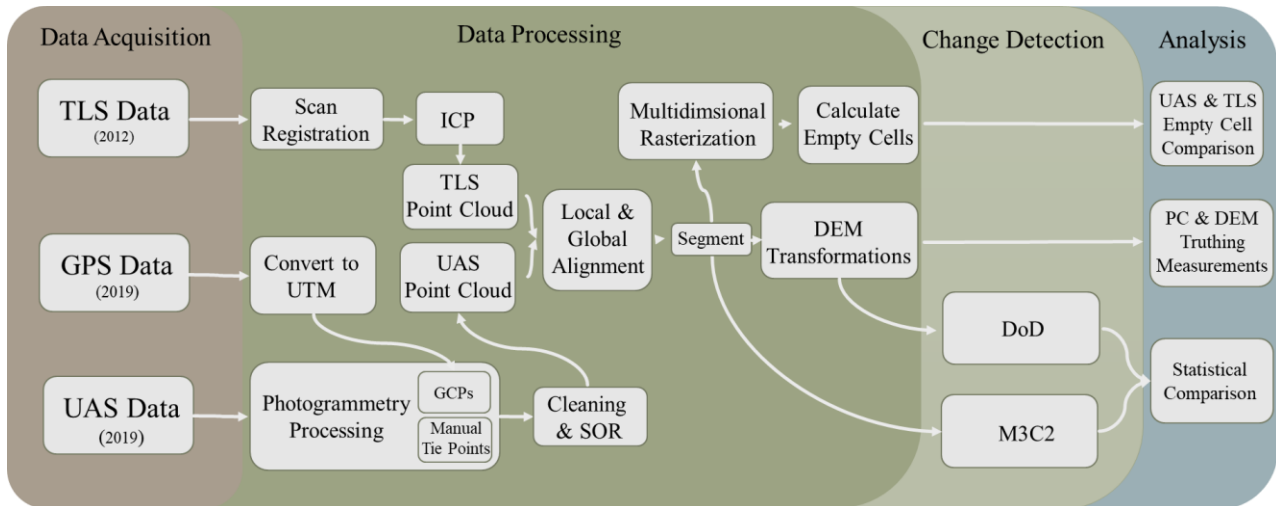 Data Acquisition
Data Processing
Change Detection
Analysis
TLS Data
(2012)
Scan
Registration
ICP
TLS
Point Cloud
Multidimsional
Rasterization
Calculate
Empty Cells
UAS & TLS
Empty Cell
Comparison
GPS Data
(2019)
Convert to
UTM
UAS
Point Cloud
Local &
Global
Alignment
Segment
DEM
Transformations
PC & DEM
Truthing
Measurements
UAS Data
(2019)
Photogrammetry
Processing
GCPs
Manual
Tie Points
Cleaning
& SOR
DoD
M3C2
Statistical
Comparison